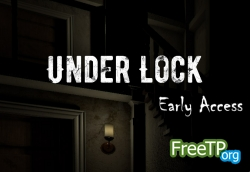 UNDER LOCK
Early Access
FreeTP
.org